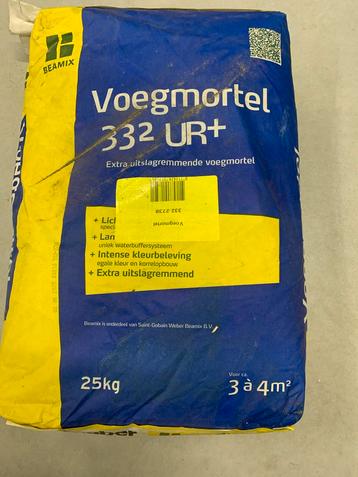 BEAMIX
Voegmortel
332 UR+
Extra uitslagremmende voegmortel
Voegmortel
332 2738
+ Lich
speci
+ Lan
uniek waterbuffersysteem
+ Intense kleurbeleving
egale kleur en korrelopbouw
+ Extra uitslagremmend
Beamix is onderdeel van Saint-Gobain Weber Beamix B.V.
25kg
Voor ca.
3 à 4m²